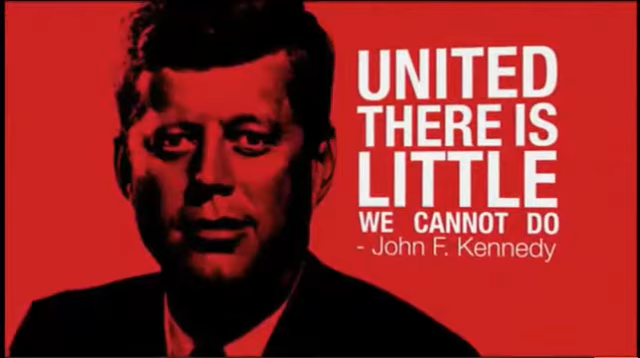 UNITED
THERE IS
LITTLE
WE CANNOT DO
- John F. Kennedy